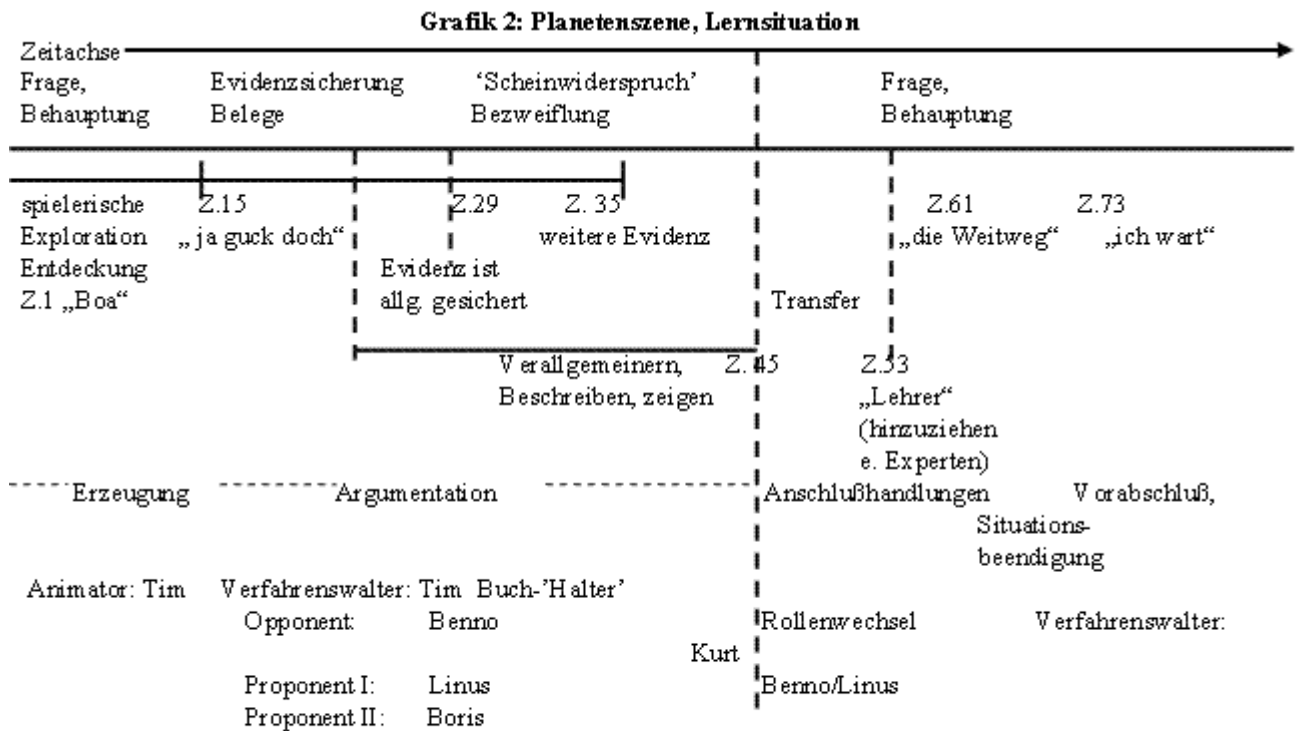 Grafik 2: Planetenszene, Lernsituation
Zeitachse
Frage, Evidenzsicherung ‘Scheinwiderspruch’ Frage,
Behauptung Belege Bezweiflung Behauptung
spielerische Z.15 Z.29 Z. 35 Z.61 Z.73
Exploration „ja guck doch“ weitere Evidenz „die Weitweg“ „ich wart“
Entdeckung Evidenz ist
Z.1 „Boa“ allg. gesichert Transfer
Verallgemeinern, Z. 45 Z.53
Beschreiben, zeigen „Lehrer“
(hinzuziehen
e. Experten)
Erzeugung Argumentation Anschlußhandlungen Vorabschluß,
Situations-
beendigung
Animator: Tim Verfahrenswalter: Tim Buch-’Halter’
Opponent: Benno Rollenwechsel Verfahrenswalter:
Kurt
Proponent I: Linus Benno/Linus
Proponent II: Boris